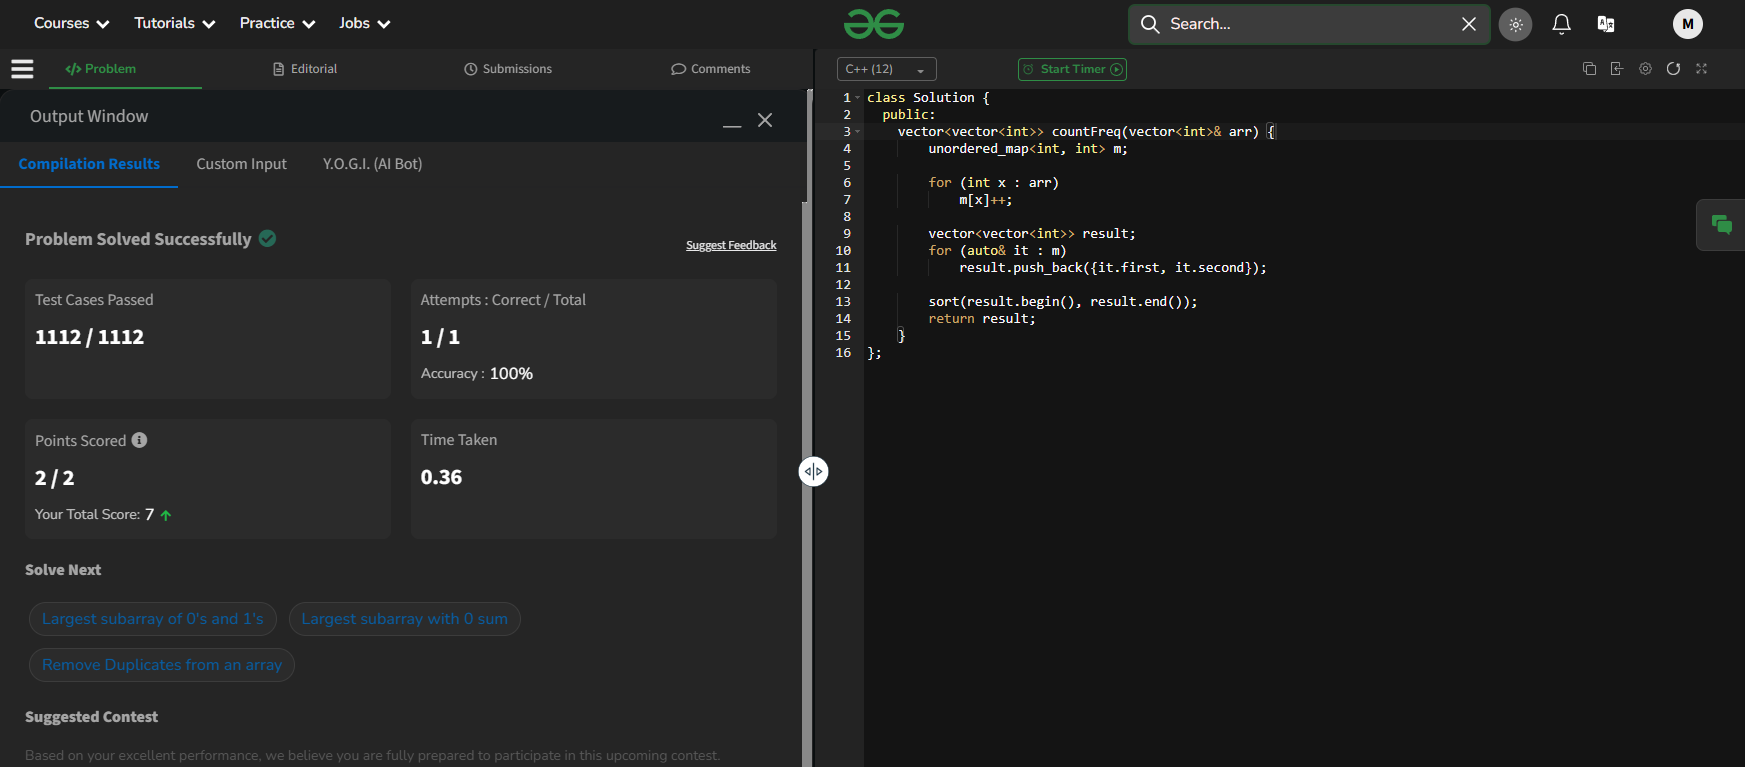 Courses Tutorials Practice Jobs Search... M
Problem Editorial Submissions Comments
Output Window
Compilation Results Custom Input Y.O.G.I. (AI Bot)
Problem Solved Successfully
Suggest Feedback
Test Cases Passed
1112 / 1112
Attempts : Correct / Total
1 / 1
Accuracy : 100%
Points Scored
2 / 2
Your Total Score: 7
Time Taken
0.36
Solve Next
Largest subarray of 0's and 1's Largest subarray with 0 sum
Remove Duplicates from an array
Suggested Contest
Based on your excellent performance, we believe you are fully prepared to participate in this upcoming contest.
C++ (12) Start Timer
1 class Solution {
2 public:
3 vector<vector<int>> countFreq(vector<int>& arr) {
4 unordered_map<int, int> m;
5
6 for (int x : arr)
7 m[x]++;
8
9 vector<vector<int>> result;
10 for (auto& it : m)
11 result.push_back({it.first, it.second});
12
13 sort(result.begin(), result.end());
14 return result;
15 }
16 };